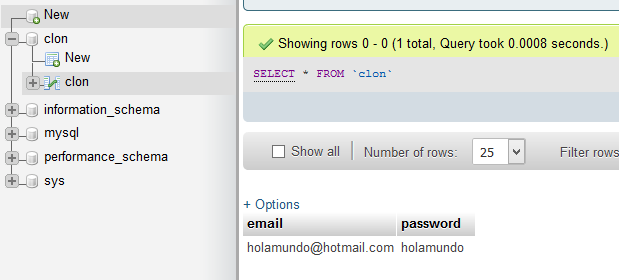 New
clon
New
clon
information_schema
mysql
performance_schema
sys
Showing rows 0 - 0 (1 total, Query took 0.0008 seconds.)
SELECT * FROM `clon`
Show all
Number of rows:
25
Filter rows
+ Options
email password
holamundo@hotmail.com holamundo